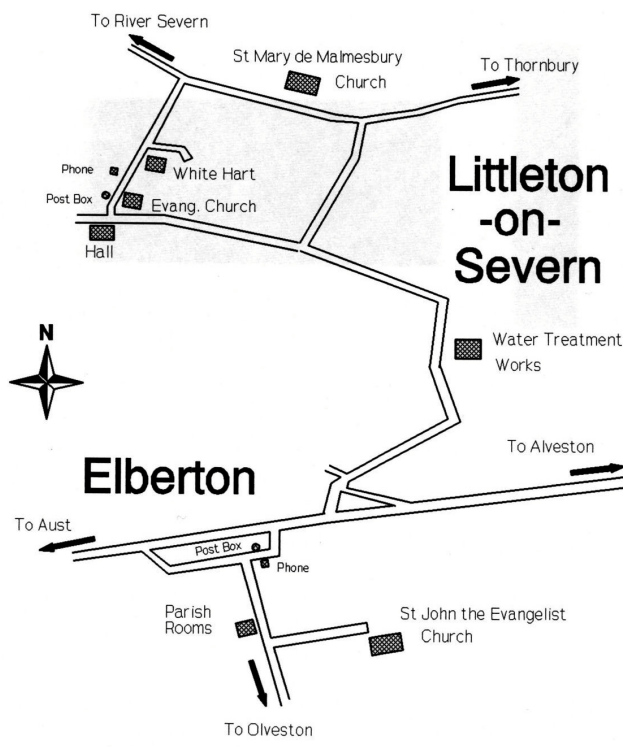 To River Severn
St Mary de Malmesbury
Church
To Thornbury
Phone
White Hart
Post Box
Evang. Church
Hall
Littleton
-on-
Severn
N
Water Treatment
Works
Elberton
To Alveston
To Aust
Post Box
Phone
Parish
Rooms
St John the Evangelist
Church
To Olveston